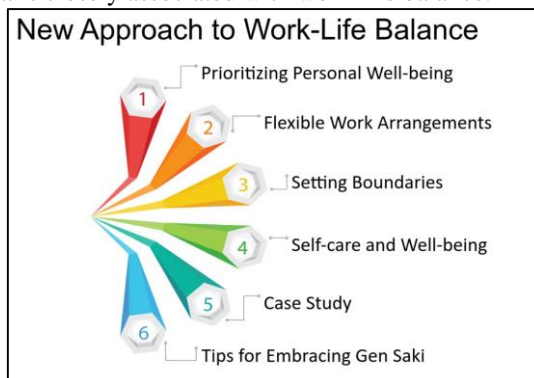 New Approach to Work-Life Balance
1
Prioritizing Personal Well-being
2
Flexible Work Arrangements
3
Setting Boundaries
4
Self-care and Well-being
5
Case Study
6
Tips for Embracing Gen Saki